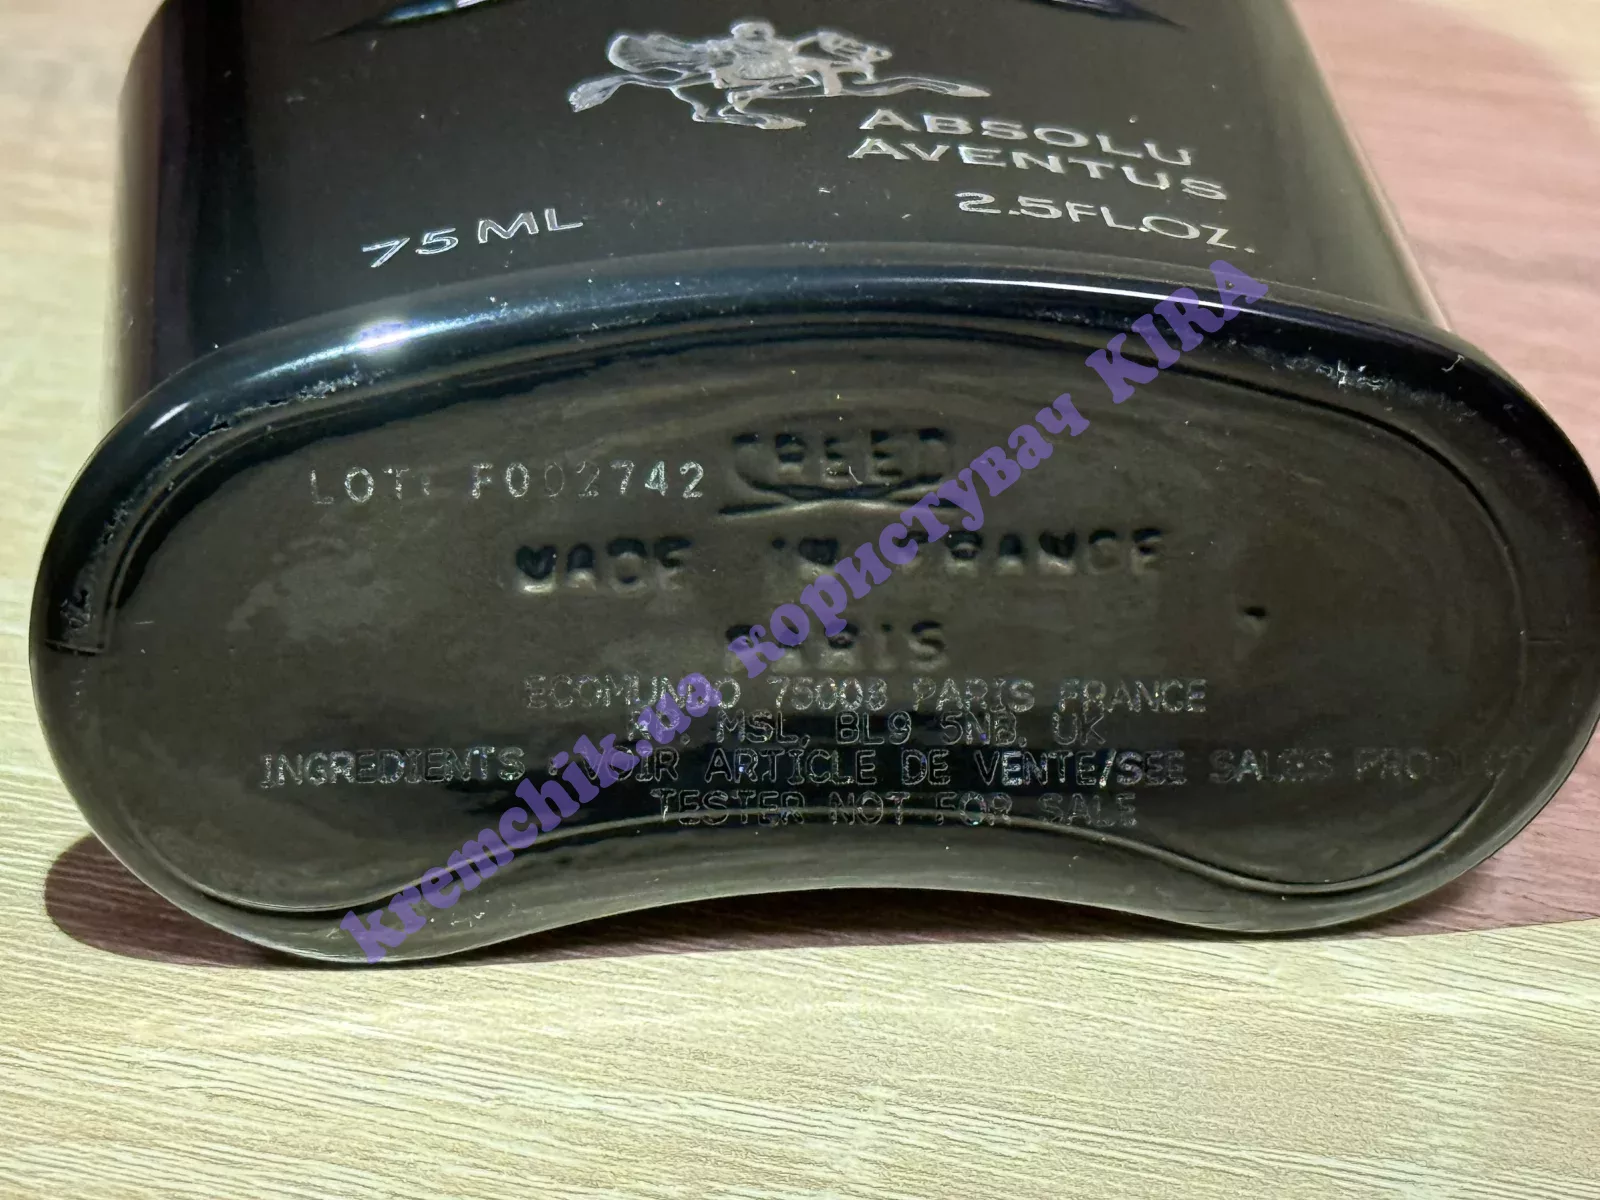 ABSOLU
AVENTUS
75 ML
2.5FL.OZ.
CREED
LOT: F002742
MADE IN FRANCE
PARIS
ECOMUNDO 75008 PARIS FRANCE
MSL, BL9 5NB, UK
INGREDIENTS : VOIR ARTICLE DE VENTE/SEE SALES PRODUCT
TESTER NOT FOR SALE
kremchik.ua користувач KIRA